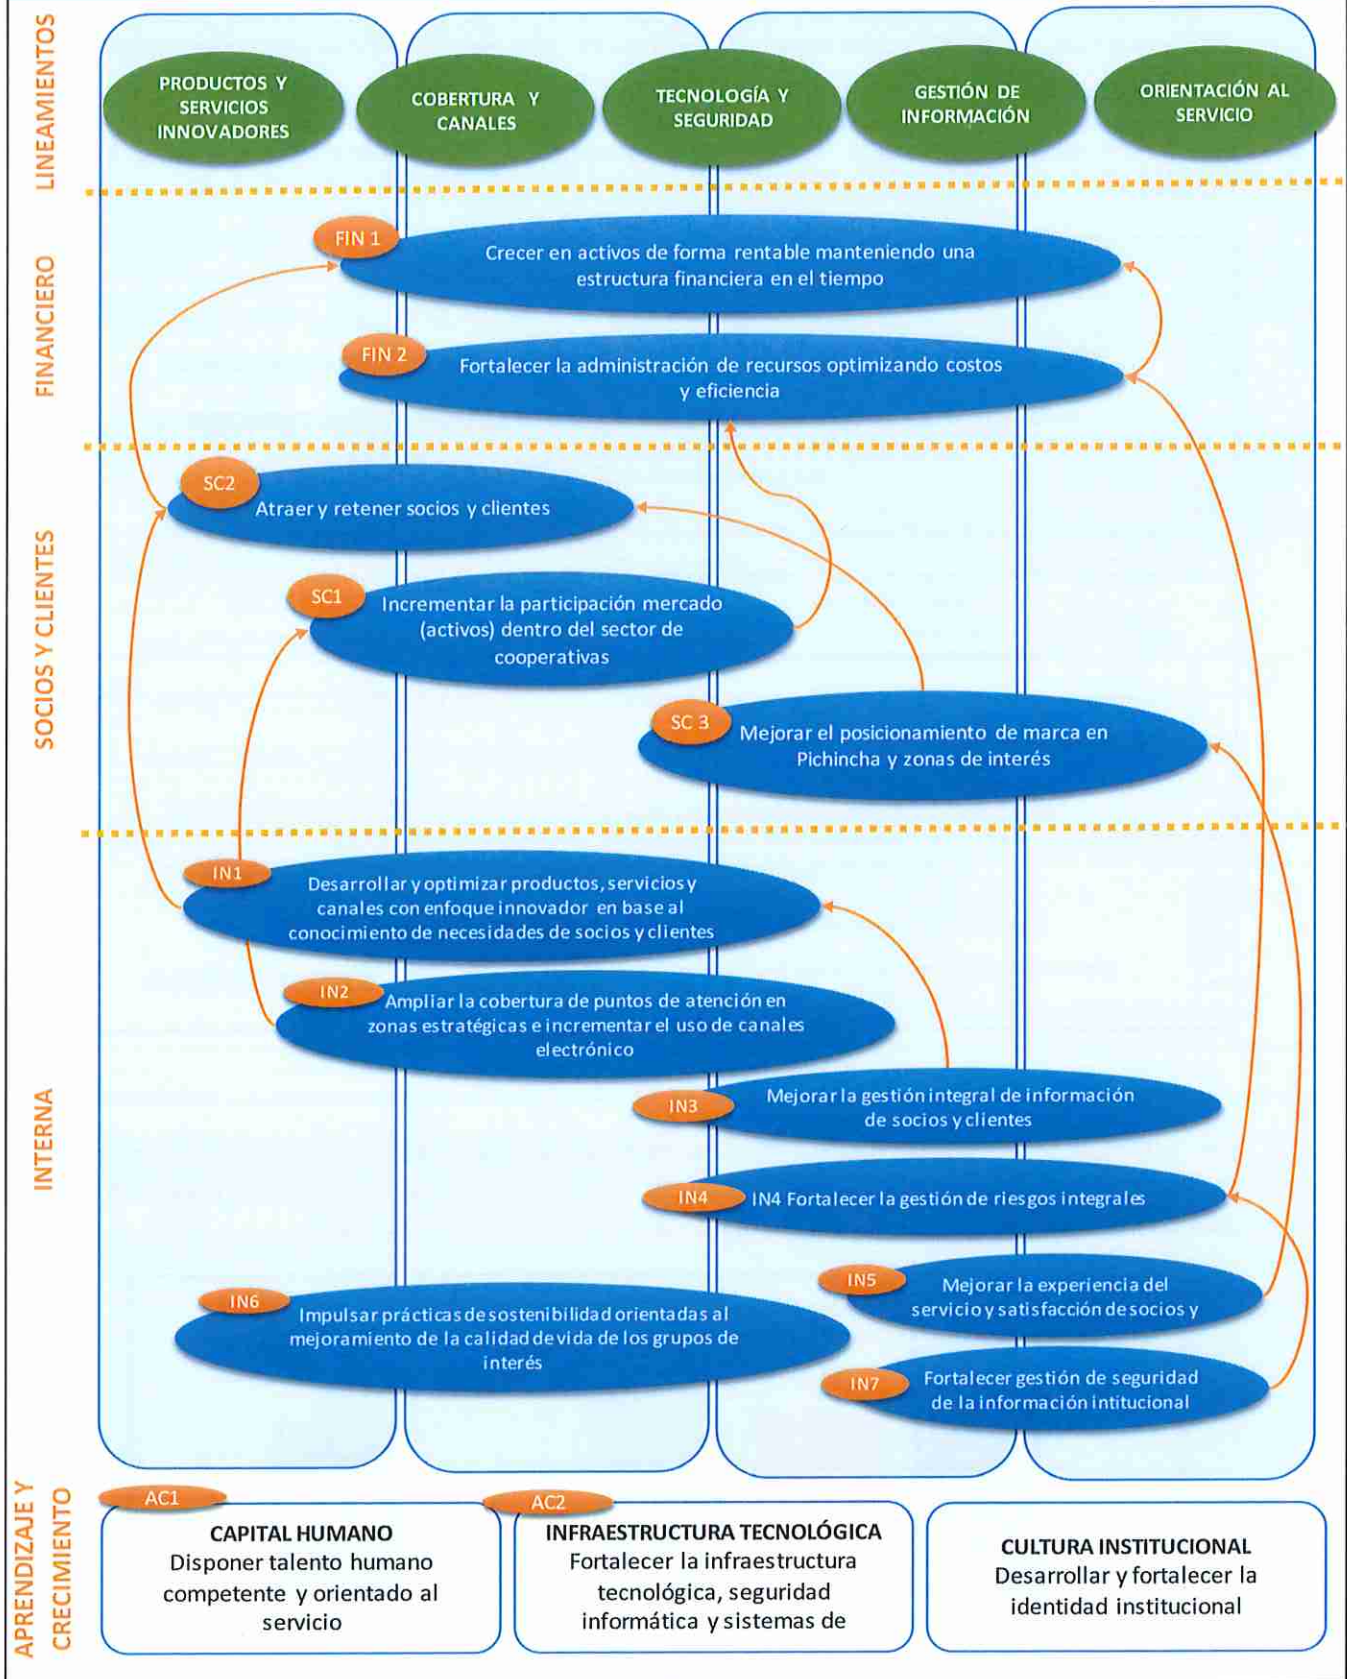 LINEAMIENTOS
PRODUCTOS Y
SERVICIOS
INNOVADORES
COBERTURA Y
CANALES
TECNOLOGÍA Y
SEGURIDAD
GESTIÓN DE
INFORMACIÓN
ORIENTACIÓN AL
SERVICIO
FINANCIERO
FIN 1
Crecer en activos de forma rentable manteniendo una
estructura financiera en el tiempo
FIN 2
Fortalecer la administración de recursos optimizando costos
y eficiencia
SOCIOS Y CLIENTES
SC2
Atraer y retener socios y clientes
SC1
Incrementar la participación mercado
(activos) dentro del sector de
cooperativas
SC 3
Mejorar el posicionamiento de marca en
Pichincha y zonas de interés
INTERNA
IN1
Desarrollar y optimizar productos, servicios y
canales con enfoque innovador en base al
conocimiento de necesidades de socios y clientes
IN2
Ampliar la cobertura de puntos de atención en
zonas estratégicas e incrementar el uso de canales
electrónico
IN3
Mejorar la gestión integral de información
de socios y clientes
IN4
IN4 Fortalecer la gestión de riesgos integrales
IN5
Mejorar la experiencia del
servicio y satisfacción de socios y
IN6
Impulsar prácticas de sostenibilidad orientadas al
mejoramiento de la calidad de vida de los grupos de
interés
IN7
Fortalecer gestión de seguridad
de la información intitucional
APRENDIZAJE Y
CRECIMIENTO
AC1
CAPITAL HUMANO
Disponer talento humano
competente y orientado al
servicio
AC2
INFRAESTRUCTURA TECNOLÓGICA
Fortalecer la infraestructura
tecnológica, seguridad
informática y sistemas de
CULTURA INSTITUCIONAL
Desarrollar y fortalecer la
identidad institucional